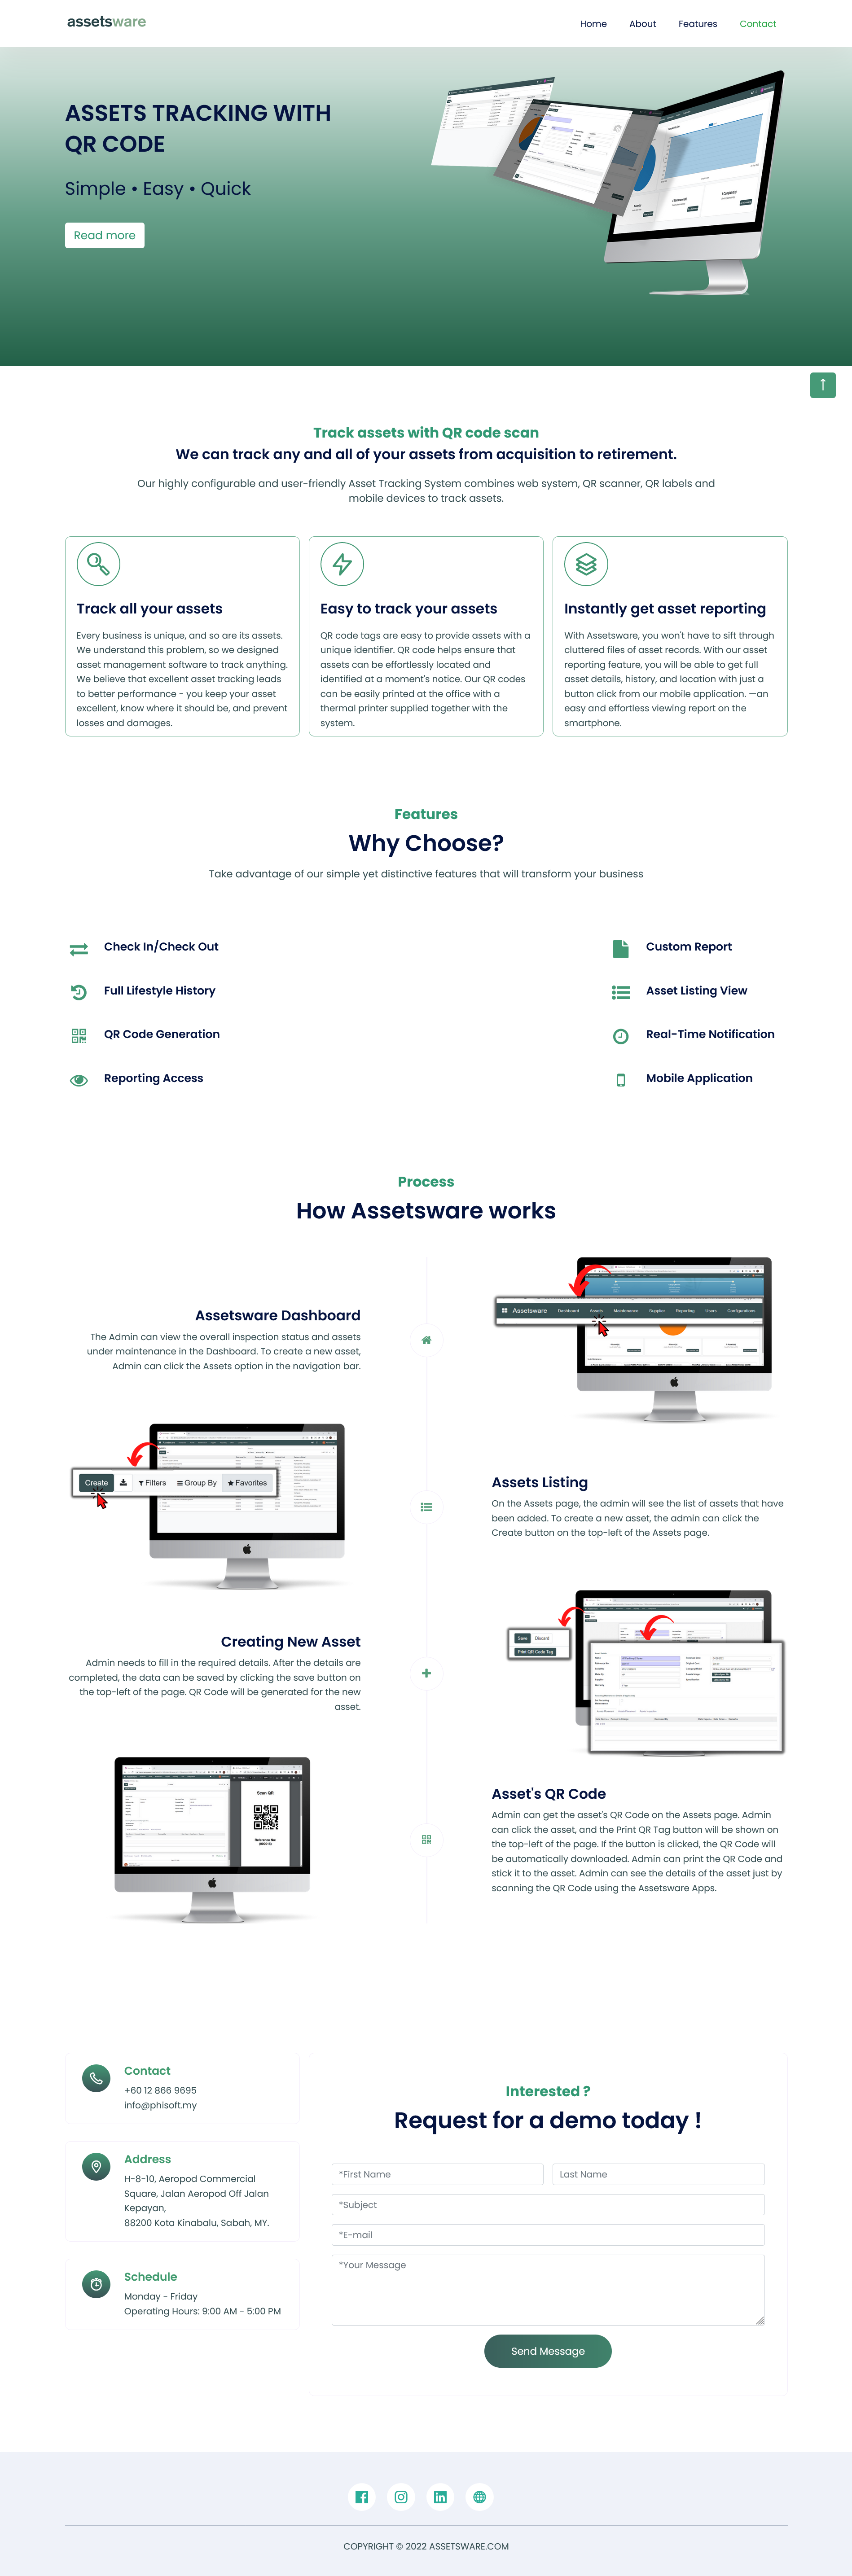 assetsware
Home
About
Features
Contact
ASSETS TRACKING WITH
QR CODE
Simple • Easy • Quick
Read more
Track assets with QR code scan
We can track any and all of your assets from acquisition to retirement.
Our highly configurable and user-friendly Asset Tracking System combines web system, QR scanner, QR labels and
mobile devices to track assets.
Track all your assets
Every business is unique, and so are its assets.
We understand this problem, so we designed
asset management software to track anything.
We believe that excellent asset tracking leads
to better performance - you keep your asset
excellent, know where it should be, and prevent
losses and damages.
Easy to track your assets
QR code tags are easy to provide assets with a
unique identifier. QR code helps ensure that
assets can be effortlessly located and
identified at a moment's notice. Our QR codes
can be easily printed at the office with a
thermal printer supplied together with the
system.
Instantly get asset reporting
With Assetsware, you won't have to sift through
cluttered files of asset records. With our asset
reporting feature, you will be able to get full
asset details, history, and location with just a
button click from our mobile application. —an
easy and effortless viewing report on the
smartphone.
Features
Why Choose?
Take advantage of our simple yet distinctive features that will transform your business
Check In/Check Out
Full Lifestyle History
QR Code Generation
Reporting Access
Custom Report
Asset Listing View
Real-Time Notification
Mobile Application
Process
How Assetsware works
Assetsware Dashboard
The Admin can view the overall inspection status and assets
under maintenance in the Dashboard. To create a new asset,
Admin can click the Assets option in the navigation bar.
Assetsware Dashboard Assets Maintenance Supplier Reporting Users Configurations
Create Filters Group By Favorites
Assets Listing
On the Assets page, the admin will see the list of assets that have
been added. To create a new asset, the admin can click the
Create button on the top-left of the Assets page.
Creating New Asset
Admin needs to fill in the required details. After the details are
completed, the data can be saved by clicking the save button on
the top-left of the page. QR Code will be generated for the new
asset.
Save Discard
Print QR Code Tag
Scan QR
Reference No:
Asset's QR Code
Admin can get the asset's QR Code on the Assets page. Admin
can click the asset, and the Print QR Tag button will be shown on
the top-left of the page. If the button is clicked, the QR Code will
be automatically downloaded. Admin can print the QR Code and
stick it to the asset. Admin can see the details of the asset just by
scanning the QR Code using the Assetsware Apps.
Contact
+60 12 866 9695
info@phisoft.my
Address
H-8-10, Aeropod Commercial
Square, Jalan Aeropod Off Jalan
Kepayan,
88200 Kota Kinabalu, Sabah, MY.
Schedule
Monday - Friday
Operating Hours: 9:00 AM - 5:00 PM
Interested ?
Request for a demo today !
*First Name
Last Name
*Subject
*E-mail
*Your Message
Send Message
COPYRIGHT © 2022 ASSETSWARE.COM